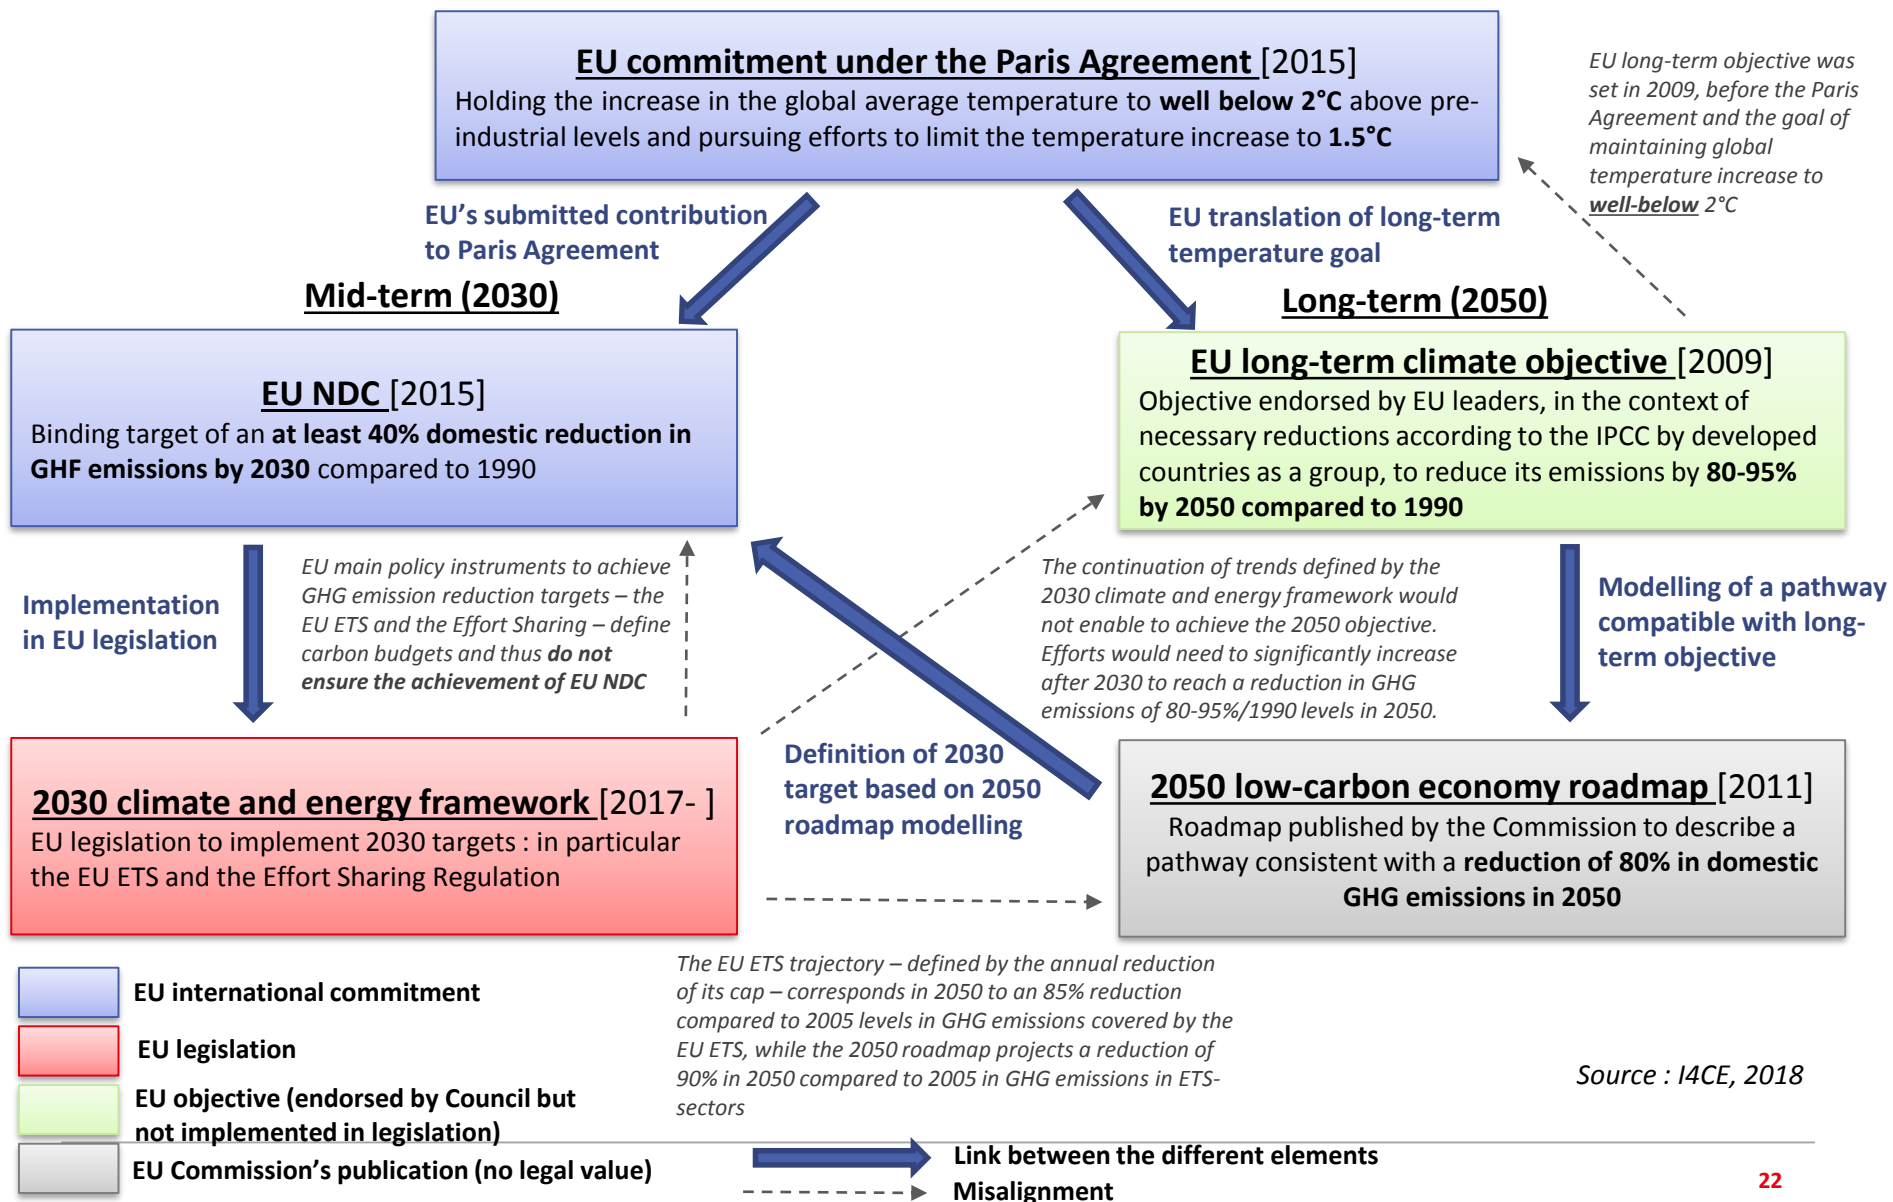 EU commitment under the Paris Agreement [2015]
Holding the increase in the global average temperature to well below 2°C above pre-
industrial levels and pursuing efforts to limit the temperature increase to 1.5°C
EU long-term objective was
set in 2009, before the Paris
Agreement and the goal of
maintaining global
temperature increase to
well-below 2°C
EU's submitted contribution
to Paris Agreement
EU translation of long-term
temperature goal
Mid-term (2030)
Long-term (2050)
EU NDC [2015]
Binding target of an at least 40% domestic reduction in
GHF emissions by 2030 compared to 1990
EU long-term climate objective [2009]
Objective endorsed by EU leaders, in the context of
necessary reductions according to the IPCC by developed
countries as a group, to reduce its emissions by 80-95%
by 2050 compared to 1990
Implementation
in EU legislation
EU main policy instruments to achieve
GHG emission reduction targets – the
EU ETS and the Effort Sharing – define
carbon budgets and thus do not
ensure the achievement of EU NDC
The continuation of trends defined by the
2030 climate and energy framework would
not enable to achieve the 2050 objective.
Efforts would need to significantly increase
after 2030 to reach a reduction in GHG
emissions of 80-95%/1990 levels in 2050.
Modelling of a pathway
compatible with long-
term objective
2030 climate and energy framework [2017- ]
EU legislation to implement 2030 targets : in particular
the EU ETS and the Effort Sharing Regulation
Definition of 2030
target based on 2050
roadmap modelling
2050 low-carbon economy roadmap [2011]
Roadmap published by the Commission to describe a
pathway consistent with a reduction of 80% in domestic
GHG emissions in 2050
The EU ETS trajectory – defined by the annual reduction
of its cap – corresponds in 2050 to an 85% reduction
compared to 2005 levels in GHG emissions covered by the
EU ETS, while the 2050 roadmap projects a reduction of
90% in 2050 compared to 2005 in GHG emissions in ETS-
sectors
EU international commitment
EU legislation
EU objective (endorsed by Council but
not implemented in legislation)
EU Commission's publication (no legal value)
Source : I4CE, 2018
Link between the different elements
Misalignment
22